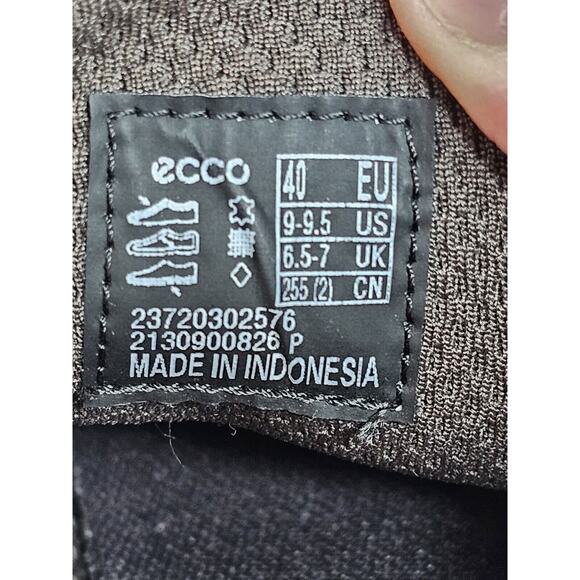 ecco
40 EU
9-9.5 US
6.5-7 UK
255 (2) CN
23720302576
2130900826 P
MADE IN INDONESIA